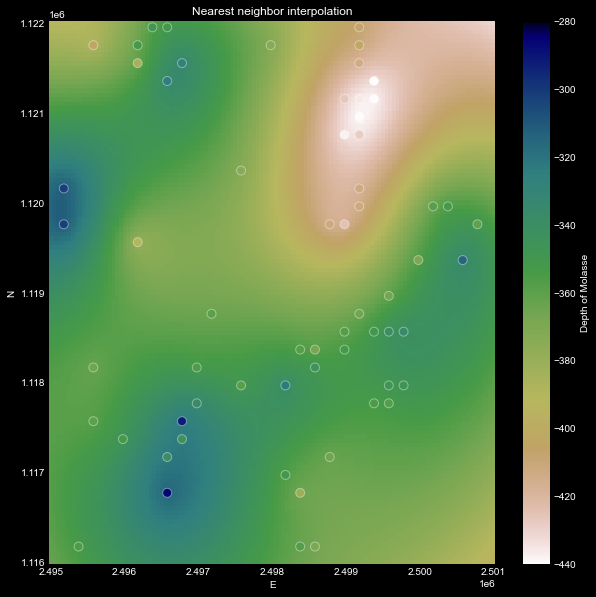 Nearest neighbor interpolation
1e6
1.122
1.121
1.120
1.119
1.118
1.117
1.116
N
2.495 2.496 2.497 2.498 2.499 2.500 2.501
E
1e6
−280
−300
−320
−340
−360
−380
−400
−420
−440
Depth of Molasse